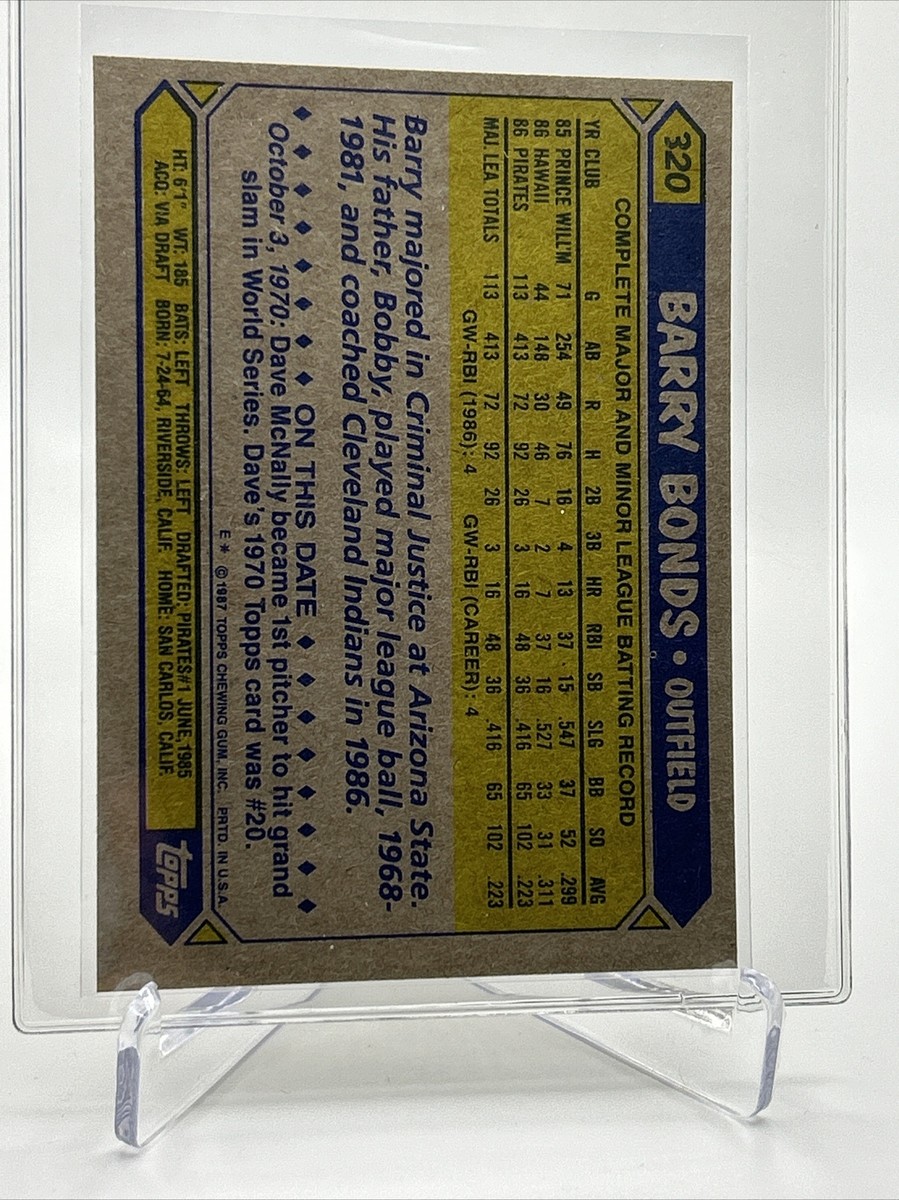 320 BARRY BONDS • OUTFIELD
COMPLETE MAJOR AND MINOR LEAGUE BATTING RECORD
YR CLUB G AB R H 2B 3B HR RBI SB SLG BB SO AVG
85 PRINCE WILL'M 71 254 49 76 16 4 13 37 15 .547 37 52 .299
86 HAWAII 44 148 30 46 7 2 7 37 16 .527 33 31 .311
86 PIRATES 113 413 72 92 26 3 16 48 36 .416 65 102 .223
MAJ. LEA TOTALS 113 413 72 92 26 3 16 48 36 .416 65 102 .223
GW-RBI (1986): 4 GW-RBI (CAREER): 4
Barry majored in Criminal Justice at Arizona State.
His father, Bobby, played major league ball, 1968-
1981, and coached Cleveland Indians in 1986.
ON THIS DATE
October 3, 1970: Dave McNally became 1st pitcher to hit grand
slam in World Series. Dave's 1970 Topps card was #20.
E* © 1987 TOPPS CHEWING GUM, INC. PRTD. IN U.S.A.
HT: 6'1" WT: 185 BATS: LEFT THROWS: LEFT DRAFTED: PIRATES#1 JUNE, 1985
ACQ: VIA DRAFT BORN: 7-24-64, RIVERSIDE, CALIF. HOME: SAN CARLOS, CALIF.
topps